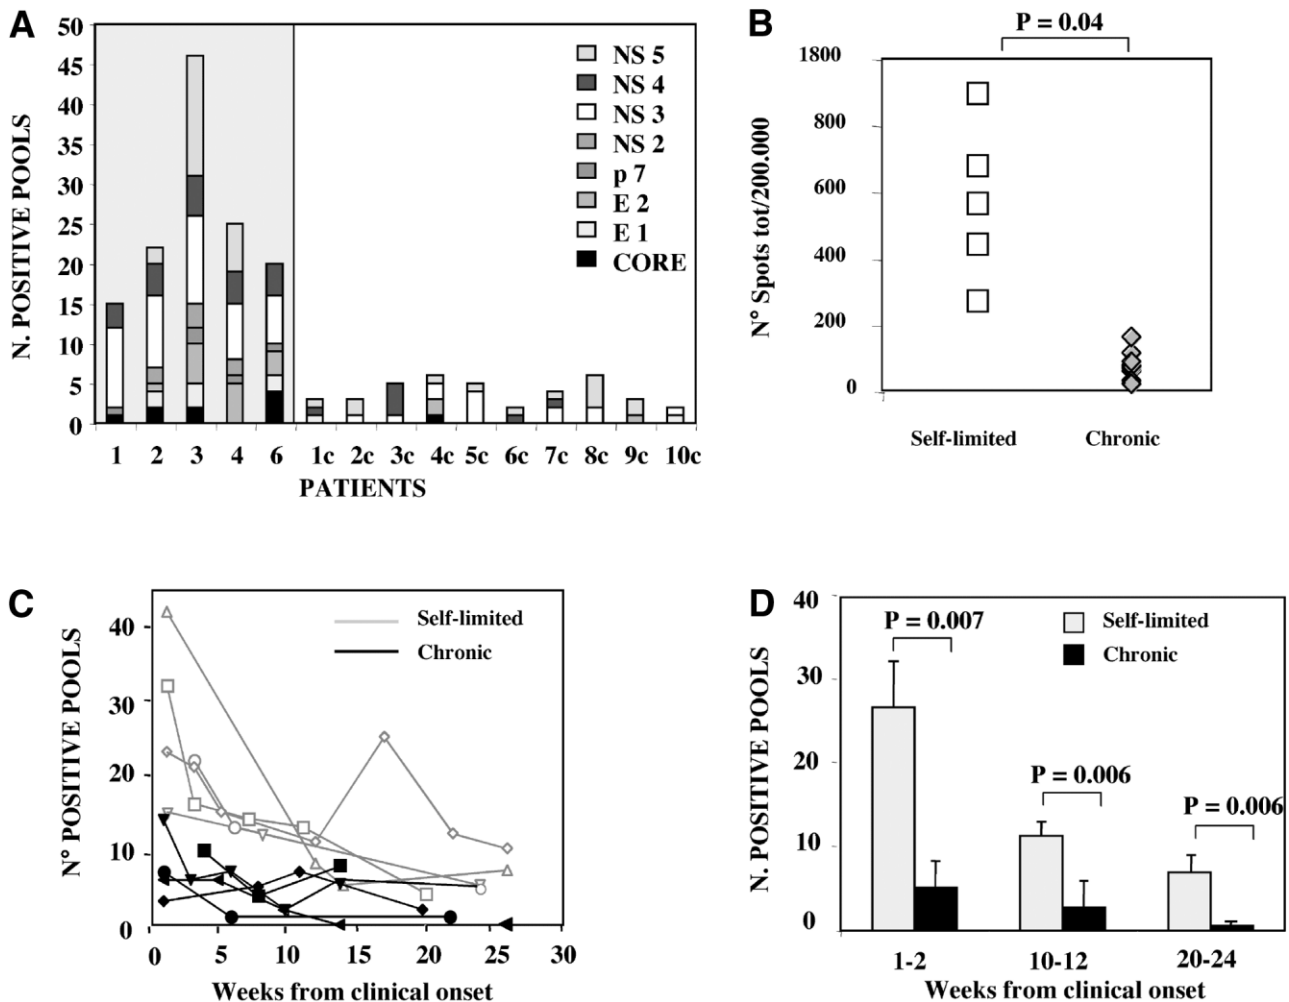 A
50
45
40
35
30
25
20
15
10
5
0
N. POSITIVE POOLS
NS 5
NS 4
NS 3
NS 2
p 7
E 2
E 1
CORE
1 2 3 4 6 1c 2c 3c 4c 5c 6c 7c 8c 9c 10c
PATIENTS
B
P = 0.04
1800
800
600
400
200
0
N° Spots tot/200.000
Self-limited Chronic
C
40
30
20
10
0
N° POSITIVE POOLS
Self-limited
Chronic
0 5 10 15 20 25 30
Weeks from clinical onset
D
40
30
20
10
0
N. POSITIVE POOLS
P = 0.007
Self-limited
Chronic
P = 0.006
P = 0.006
1-2 10-12 20-24
Weeks from clinical onset